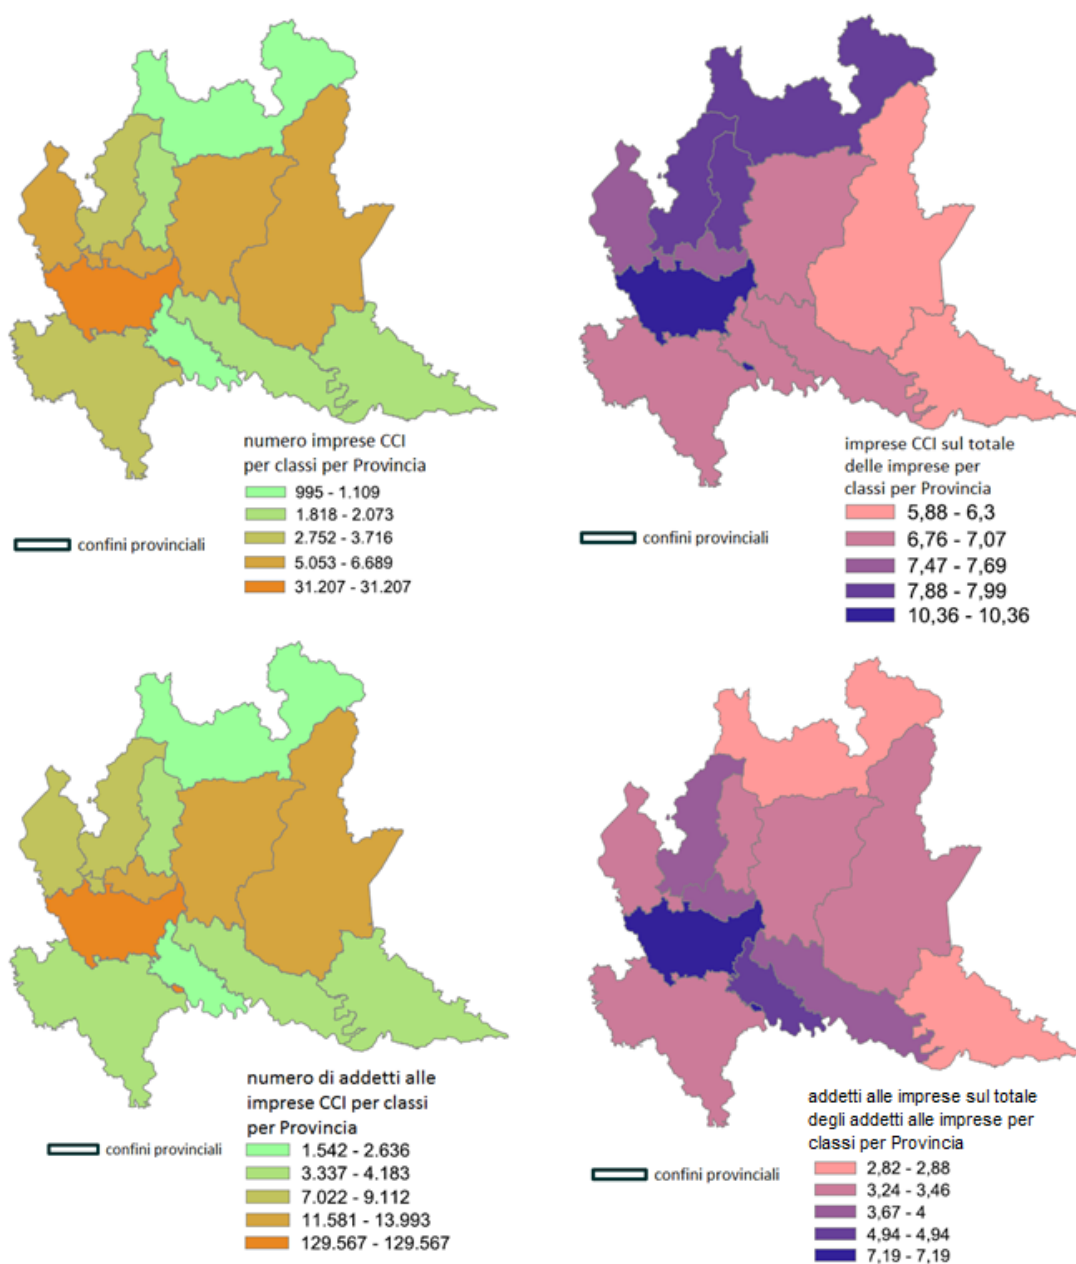 numero imprese CCI
per classi per Provincia
995 - 1.109
1.818 - 2.073
2.752 - 3.716
5.053 - 6.689
31.207 - 31.207
confini provinciali
imprese CCI sul totale
delle imprese per
classi per Provincia
5,88 - 6,3
6,76 - 7,07
7,47 - 7,69
7,88 - 7,99
10,36 - 10,36
confini provinciali
numero di addetti alle
imprese CCI per classi
per Provincia
1.542 - 2.636
3.337 - 4.183
7.022 - 9.112
11.581 - 13.993
129.567 - 129.567
confini provinciali
addetti alle imprese sul totale
degli addetti alle imprese per
classi per Provincia
2,82 - 2,88
3,24 - 3,46
3,67 - 4
4,94 - 4,94
7,19 - 7,19
confini provinciali